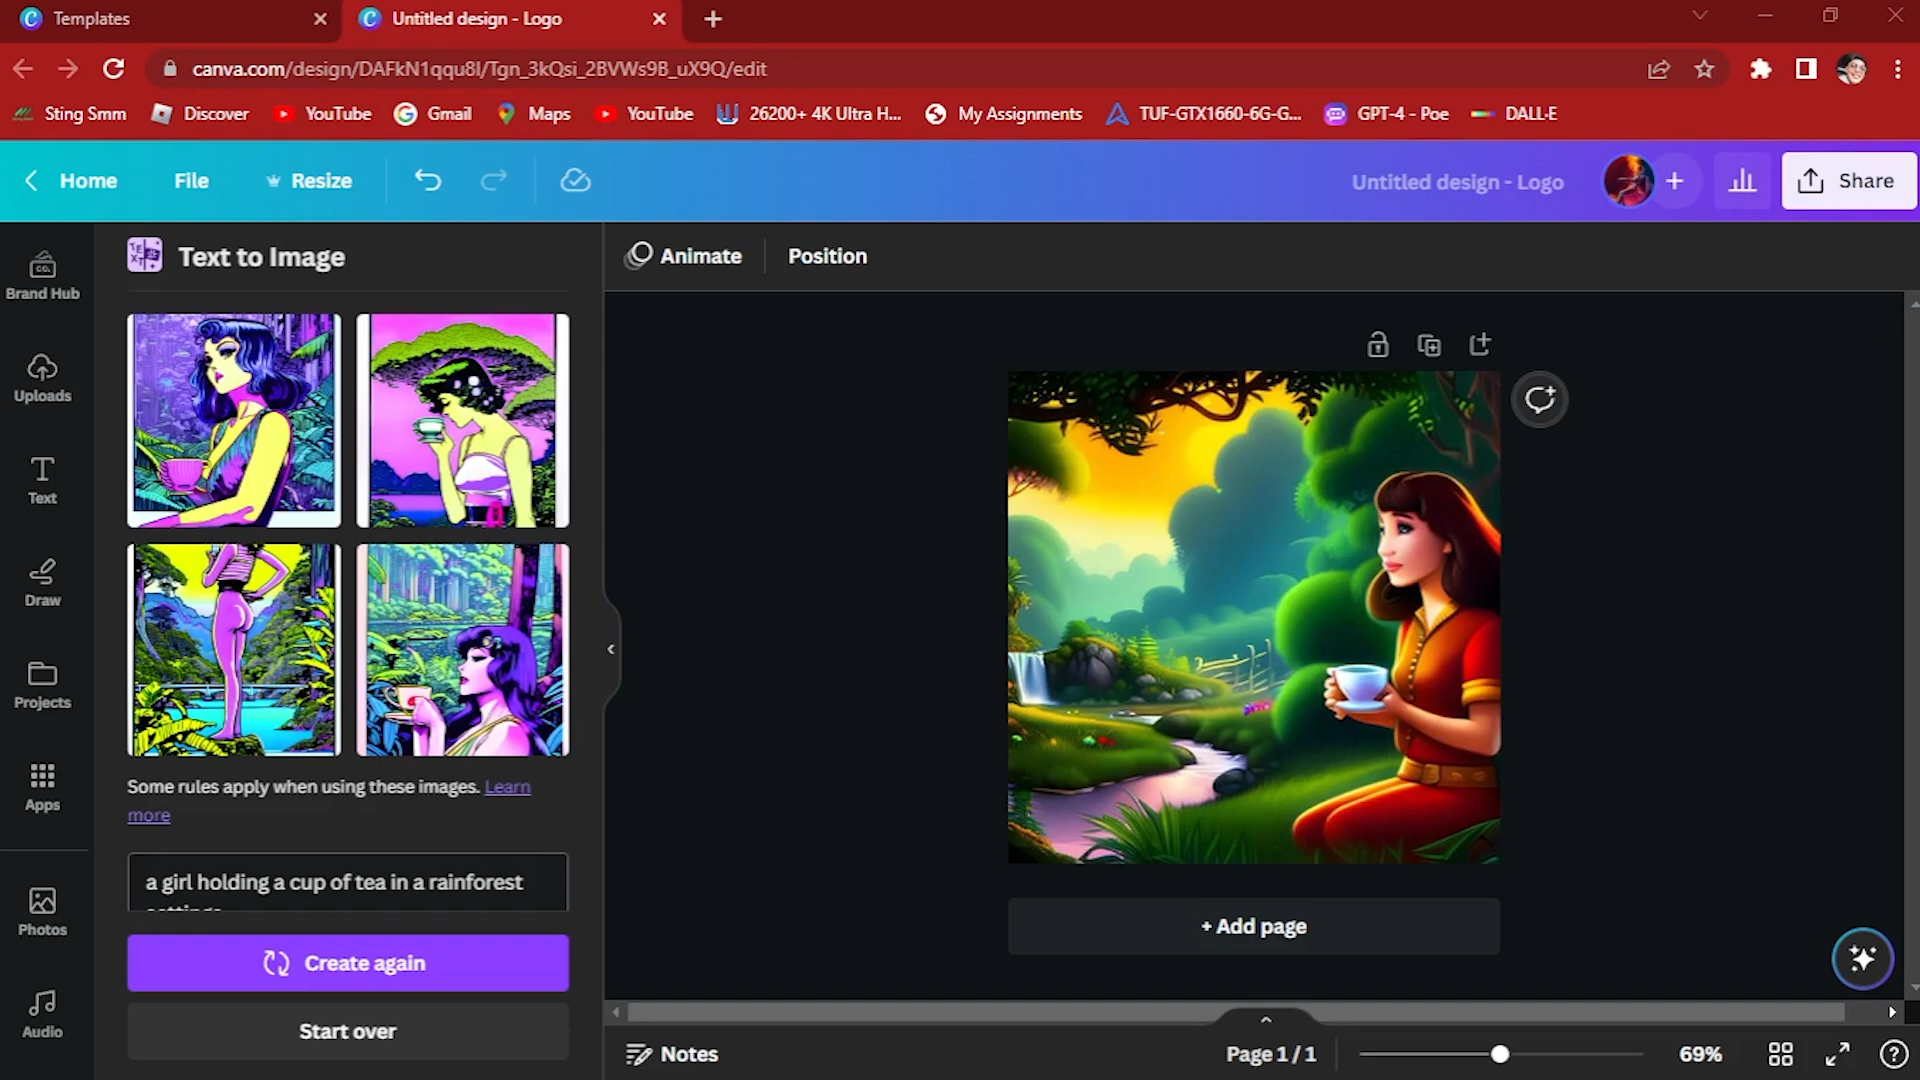 Templates
Untitled design - Logo
canva.com/design/DAFkN1qqu8I/Tgn_3kQsi_2BVWs9B_uX9Q/edit
Sting Smm
Discover
YouTube
Gmail
Maps
YouTube
26200+ 4K Ultra H...
My Assignments
TUF-GTX1660-6G-G...
GPT-4 - Poe
DALL·E
Home
File
Resize
Untitled design - Logo
Share
Brand Hub
Uploads
Text
Draw
Projects
Apps
Photos
Audio
Text to Image
Some rules apply when using these images. Learn
more
a girl holding a cup of tea in a rainforest
Create again
Start over
Animate
Position
+ Add page
Notes
Page 1 / 1
69%